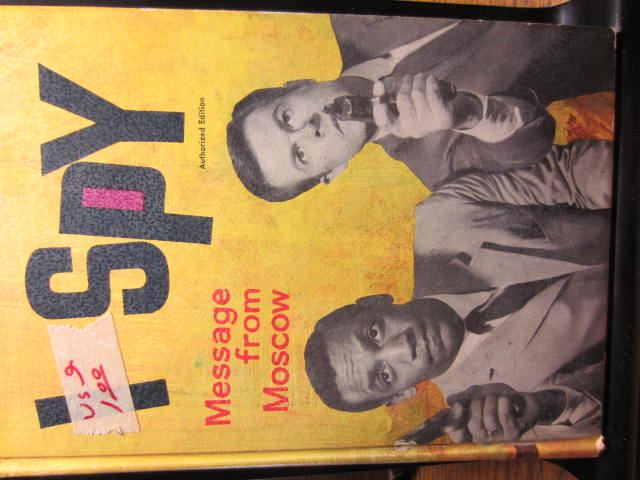 I SPY
Authorized Edition
Message
from
Moscow
US 9
1.00